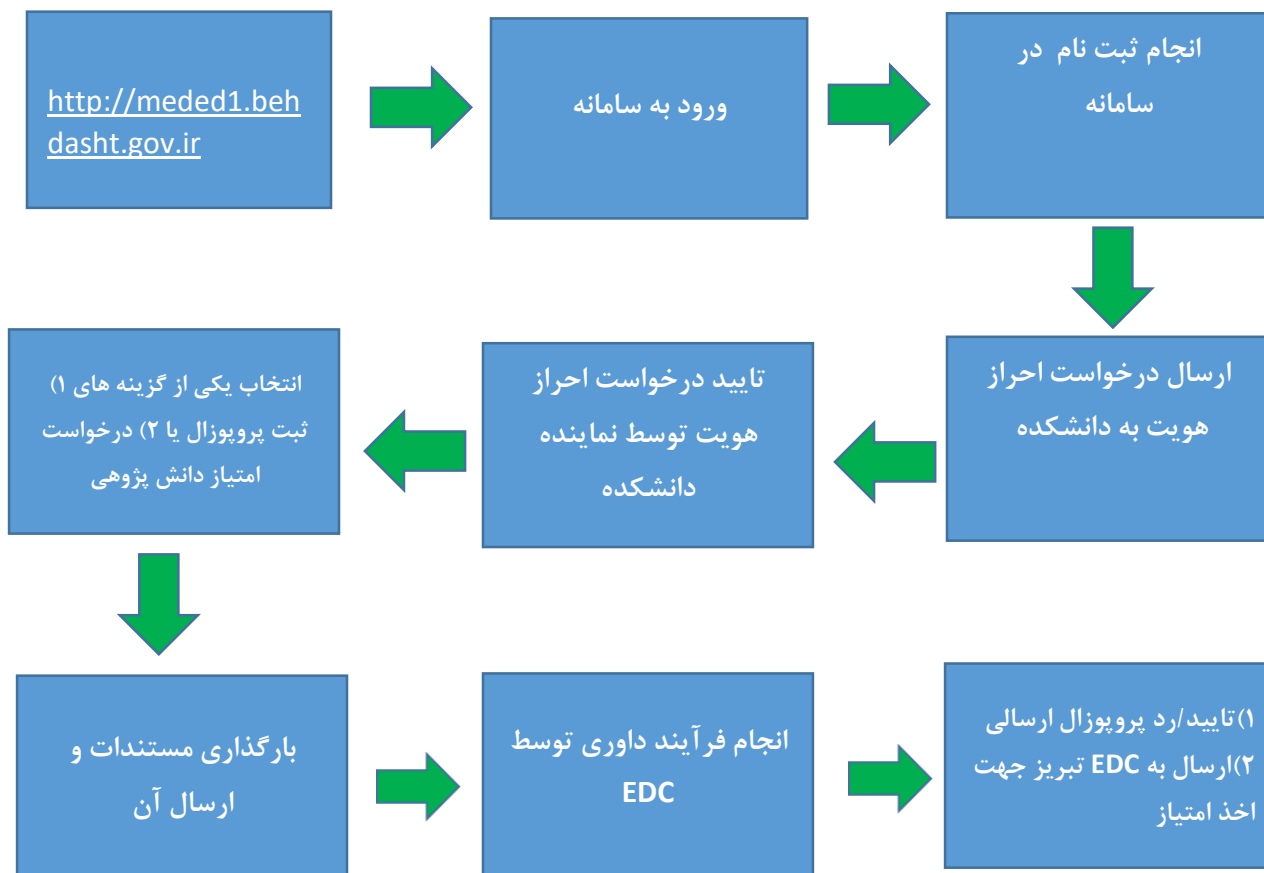 http://meded1.beh
dasht.gov.ir
ورود به سامانه
انجام ثبت نام در
سامانه
ارسال درخواست احراز
هویت به دانشکده
تایید درخواست احراز
هویت توسط نماینده
دانشکده
انتخاب یکی از گزینه های ۱)
ثبت پروپوزال یا ۲) درخواست
امتیاز دانش پژوهی
بارگذاری مستندات و
ارسال آن
انجام فرآیند داوری توسط
EDC
۱)تایید/رد پروپوزال ارسالی
۲)ارسال به EDC تبریز جهت
اخذ امتیاز